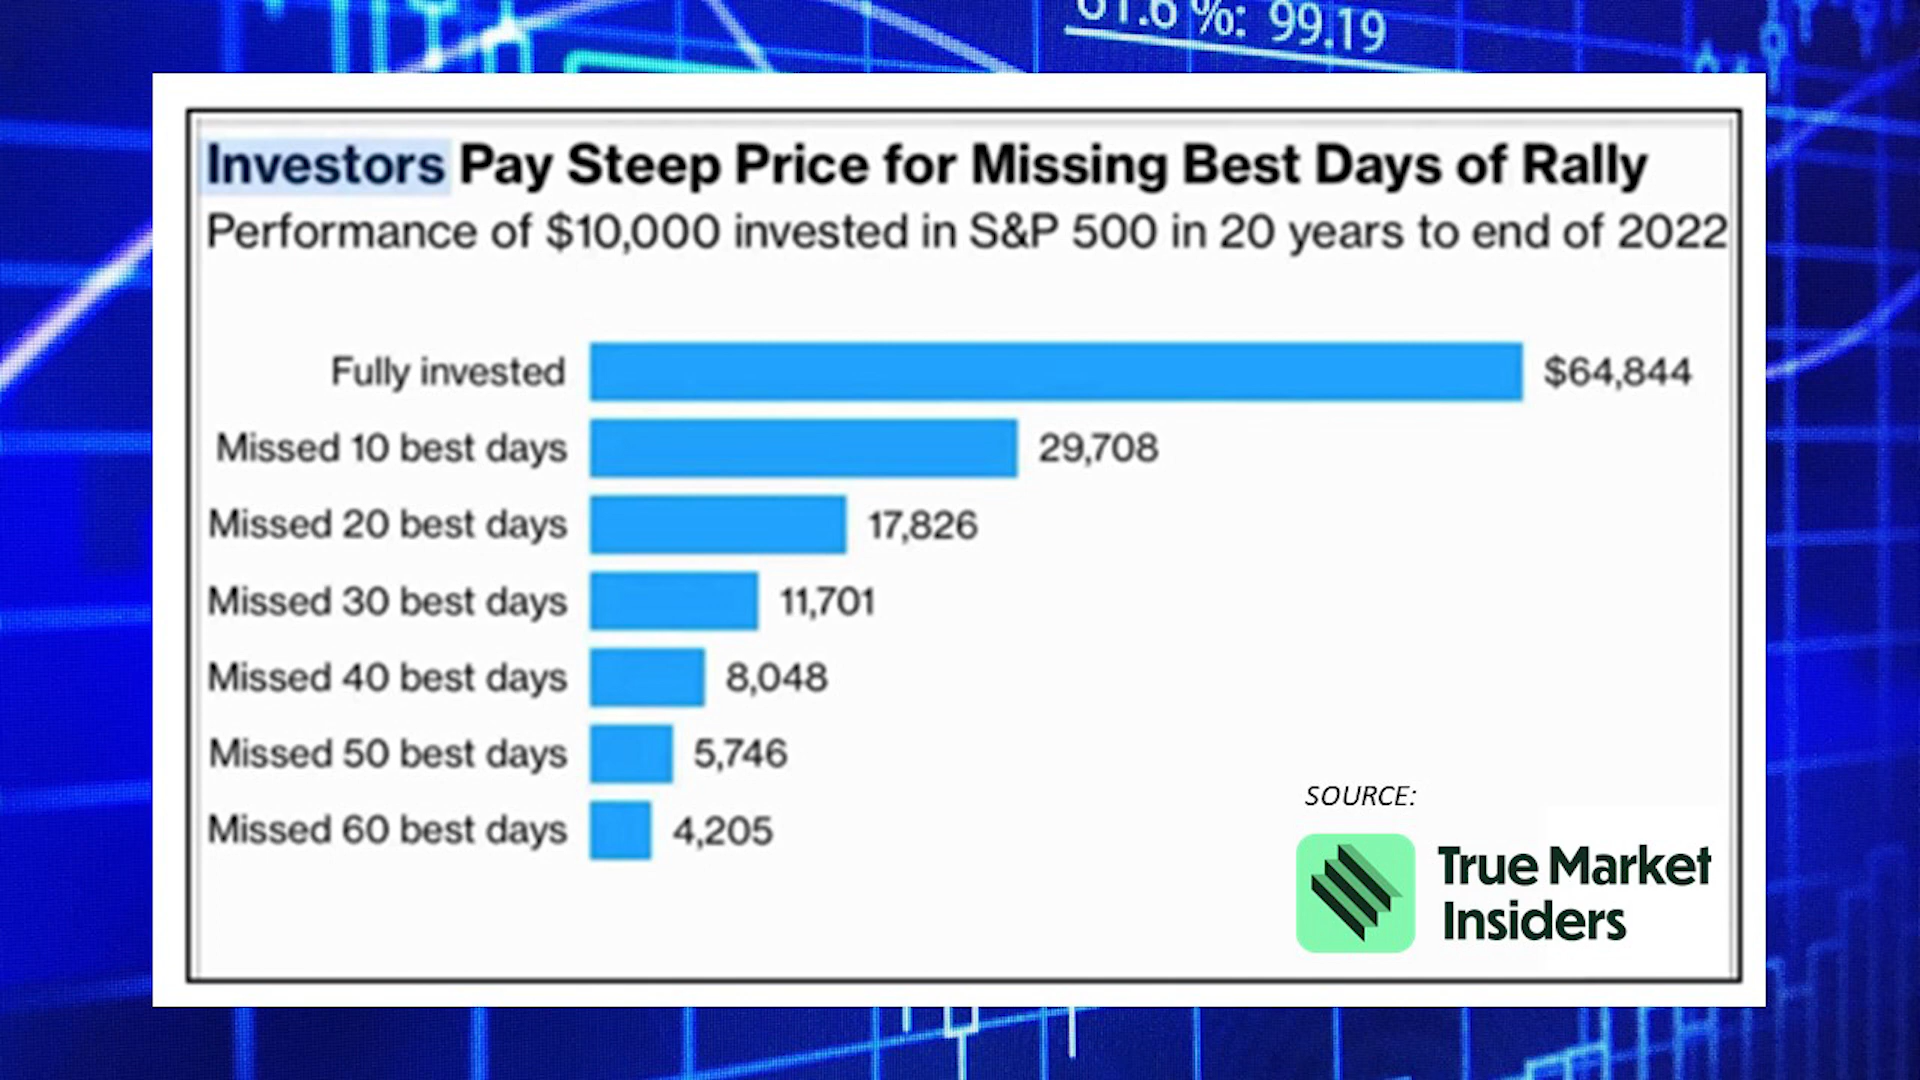 %: 99.19
Investors Pay Steep Price for Missing Best Days of Rally
Performance of $10,000 invested in S&P 500 in 20 years to end of 2022
Fully invested $64,844
Missed 10 best days 29,708
Missed 20 best days 17,826
Missed 30 best days 11,701
Missed 40 best days 8,048
Missed 50 best days 5,746
Missed 60 best days 4,205
SOURCE:
True Market
Insiders